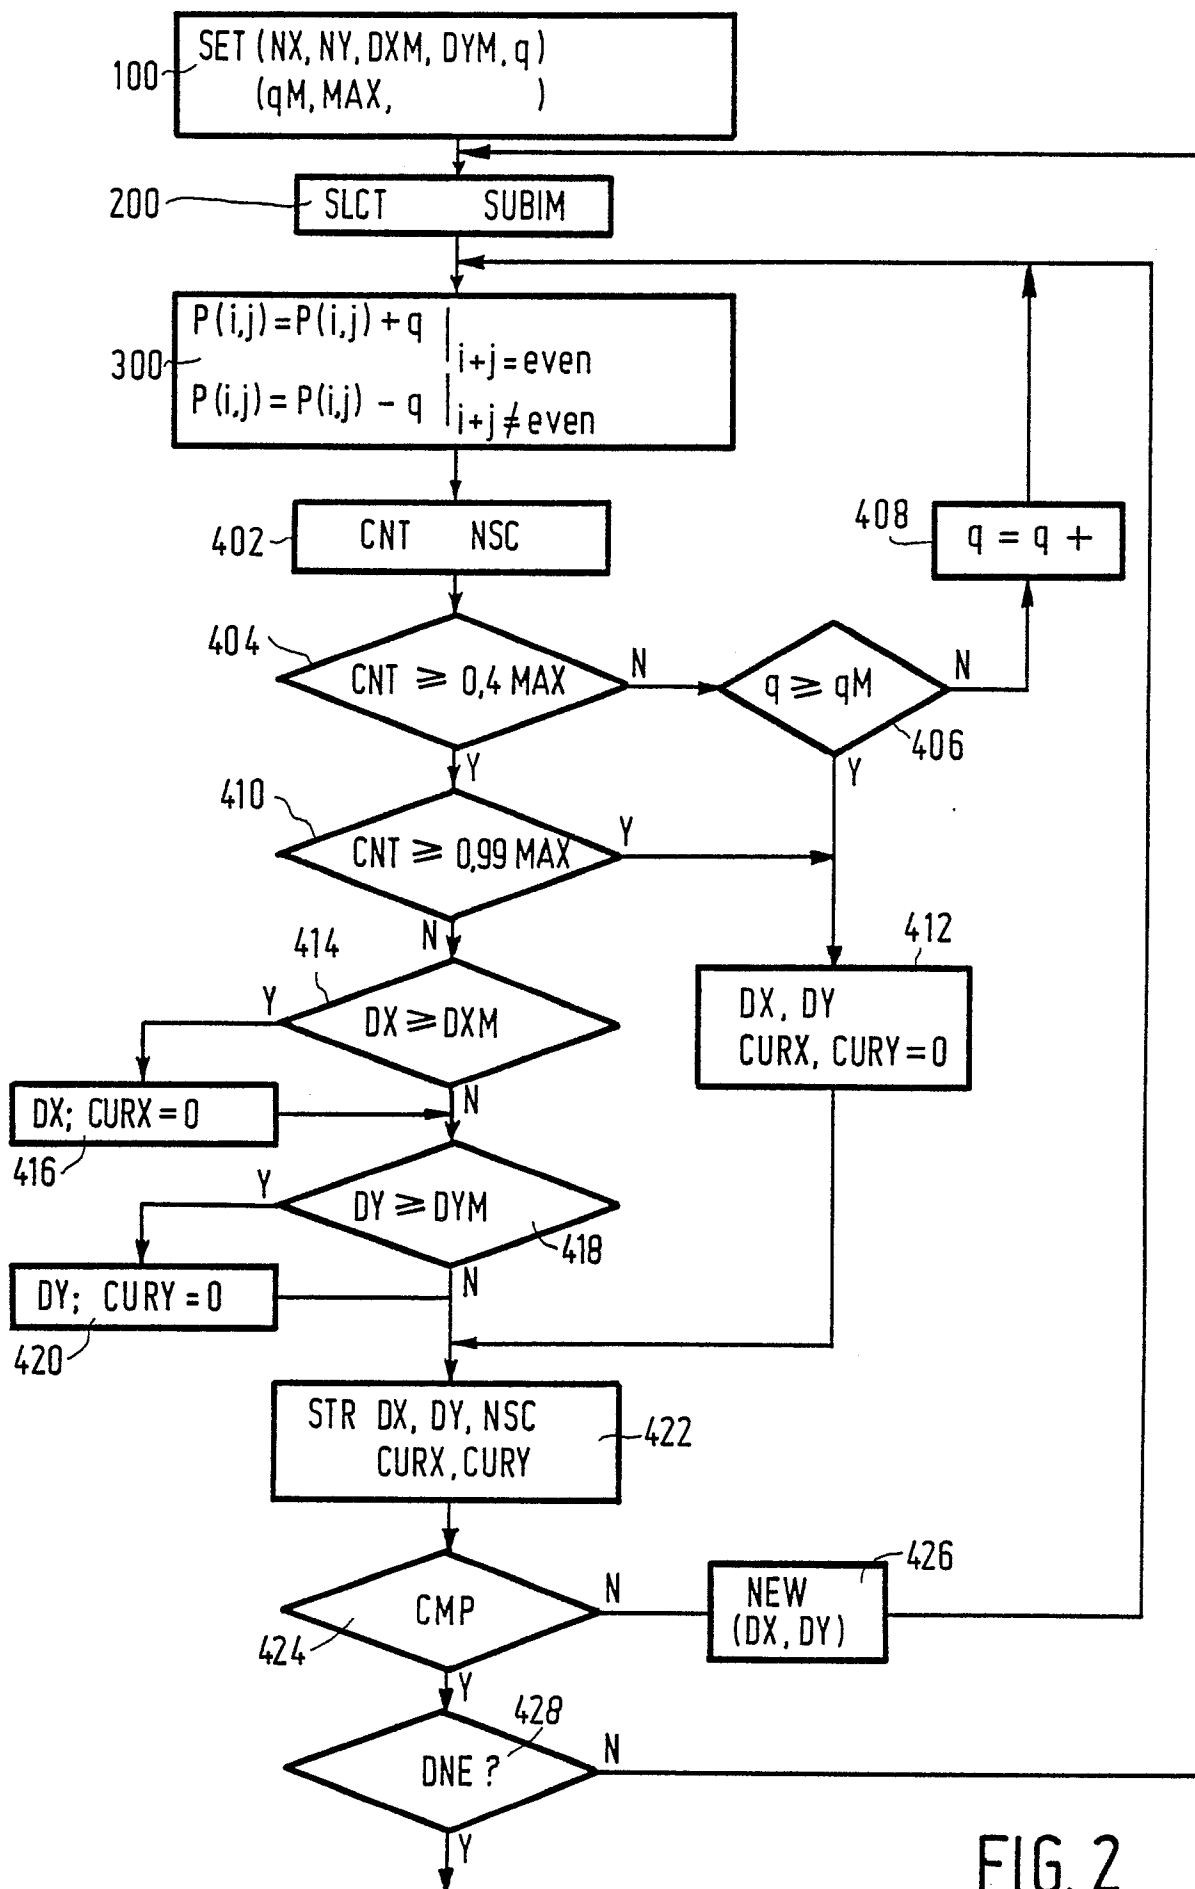 SET (NX, NY, DXM, DYM, q)
100
(qM, MAX, )
200
SLCT SUBIM
P(i,j) = P(i,j) + q
i+j = even
300
P(i,j) = P(i,j) − q
i+j ≠ even
402
CNT NSC
408
q = q +
404
CNT ≥ 0,4 MAX
N
q ≥ qM
N
406
Y
Y
410
CNT ≥ 0,99 MAX
Y
N
414
412
Y
DX ≥ DXM
DX, DY
CURX, CURY = 0
N
DX; CURX = 0
416
Y
DY ≥ DYM
418
N
DY; CURY = 0
420
STR DX, DY, NSC
CURX, CURY
422
426
N
NEW
(DX, DY)
CMP
424
Y
428
N
DNE ?
Y
FIG. 2